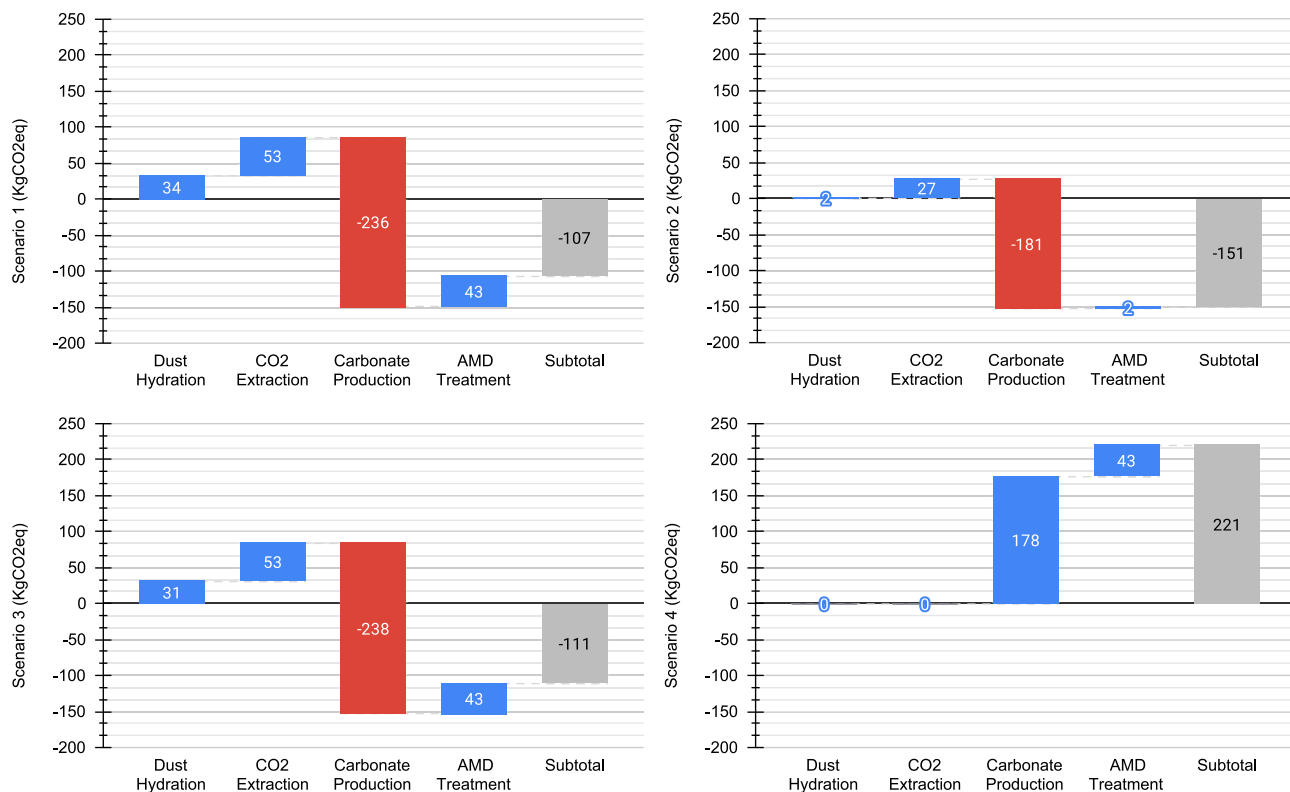 250
200
150
100
50
0
-50
-100
-150
-200
Scenario 1 (KgCO2eq)
34
53
-236
43
-107
Dust Hydration
CO2 Extraction
Carbonate Production
AMD Treatment
Subtotal
250
200
150
100
50
0
-50
-100
-150
-200
Scenario 2 (KgCO2eq)
2
27
-181
2
-151
Dust Hydration
CO2 Extraction
Carbonate Production
AMD Treatment
Subtotal
250
200
150
100
50
0
-50
-100
-150
-200
Scenario 3 (KgCO2eq)
31
53
-238
43
-111
Dust Hydration
CO2 Extraction
Carbonate Production
AMD Treatment
Subtotal
250
200
150
100
50
0
-50
-100
-150
-200
Scenario 4 (KgCO2eq)
0
0
178
43
221
Dust Hydration
CO2 Extraction
Carbonate Production
AMD Treatment
Subtotal